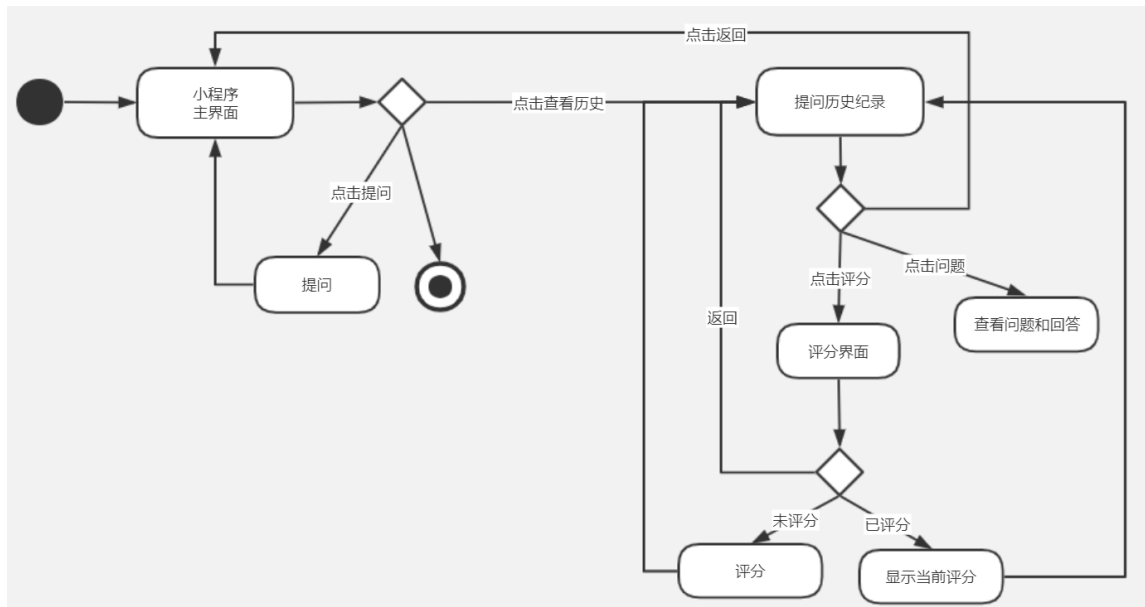 点击返回
小程序
主界面
点击查看历史
提问历史纪录
点击提问
提问
点击评分
点击问题
返回
查看问题和回答
评分界面
未评分
已评分
评分
显示当前评分